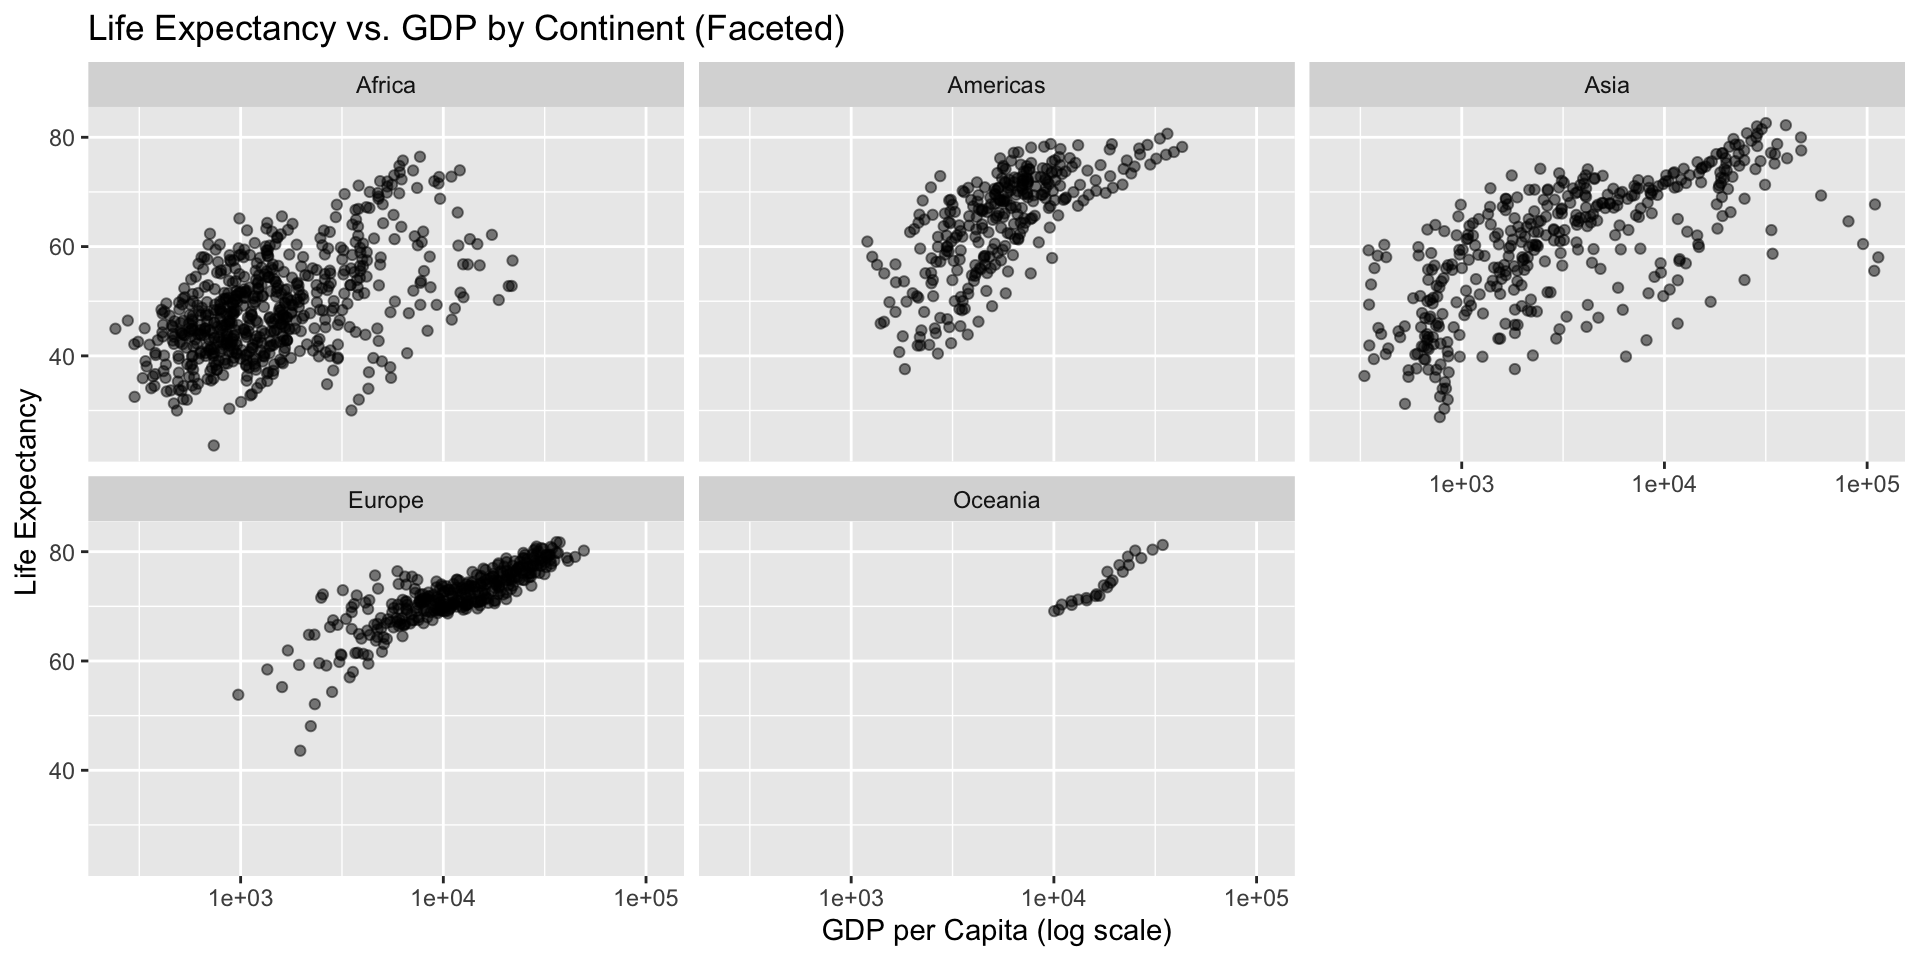 Life Expectancy vs. GDP by Continent (Faceted)
Africa Americas Asia
80
60
40
1e+03 1e+04 1e+05
Life Expectancy
Europe Oceania
80
60
40
1e+03 1e+04 1e+05 1e+03 1e+04 1e+05
GDP per Capita (log scale)